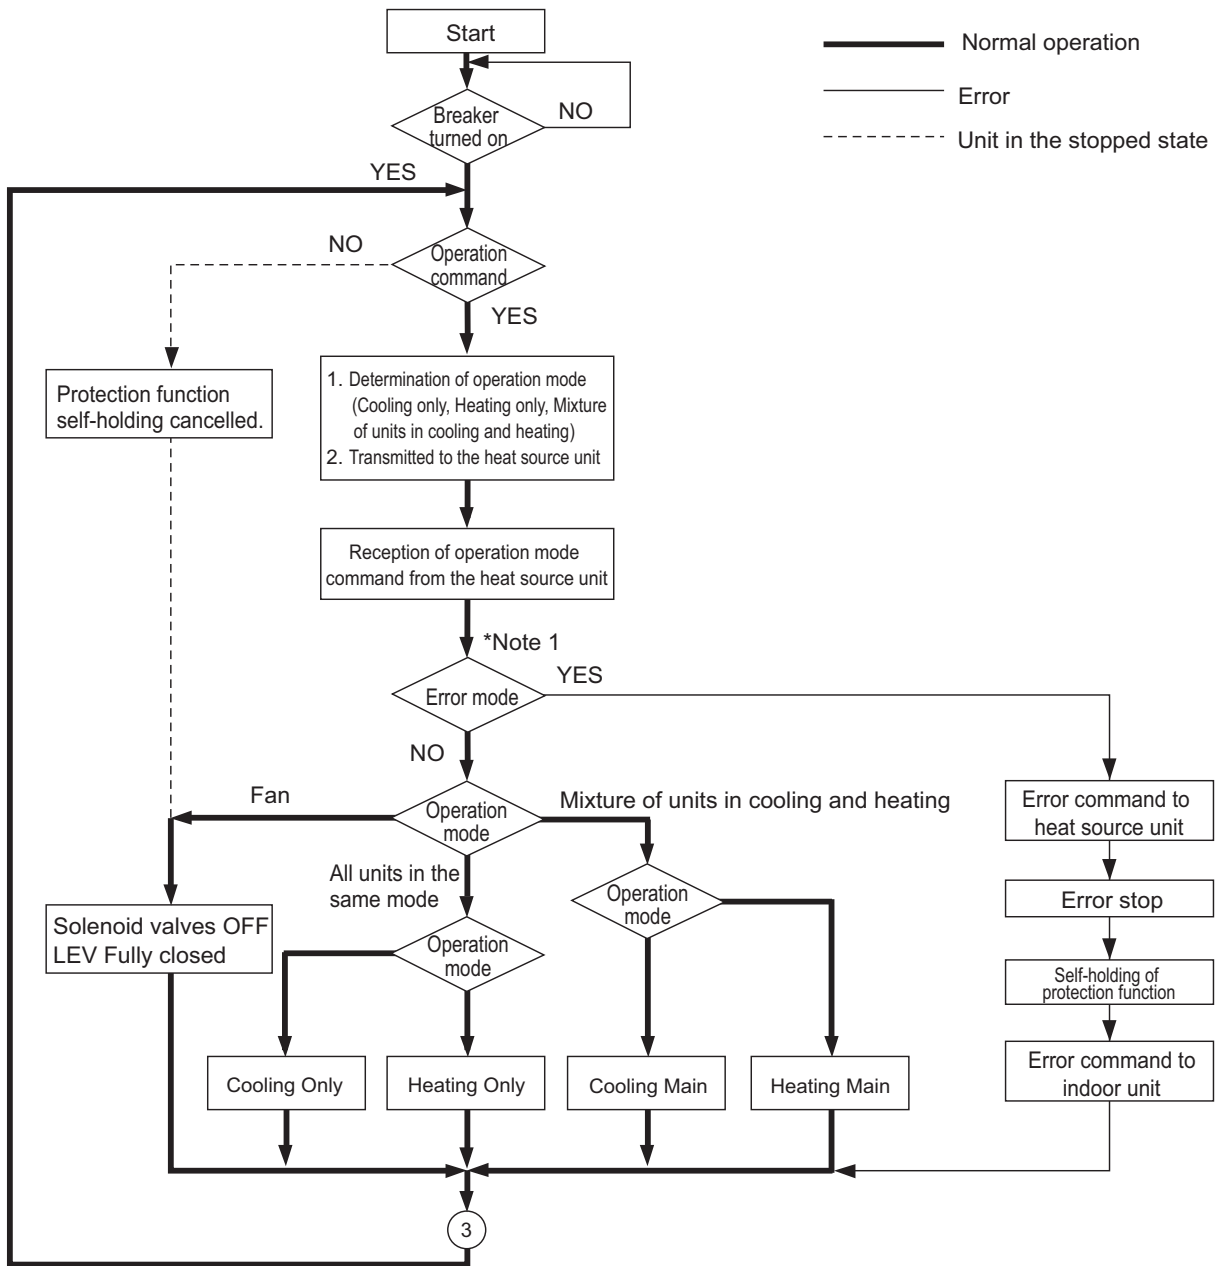 Start
Normal operation
Error
Unit in the stopped state
Breaker
turned on
NO
YES
NO
Operation
command
YES
Protection function
self-holding cancelled.
1. Determination of operation mode
(Cooling only, Heating only, Mixture
of units in cooling and heating)
2. Transmitted to the heat source unit
Reception of operation mode
command from the heat source unit
*Note 1
Error mode
YES
NO
Fan
Operation
mode
Mixture of units in cooling and heating
Error command to
heat source unit
All units in the
same mode
Operation
mode
Error stop
Solenoid valves OFF
LEV Fully closed
Operation
mode
Self-holding of
protection function
Cooling Only
Heating Only
Cooling Main
Heating Main
Error command to
indoor unit
3